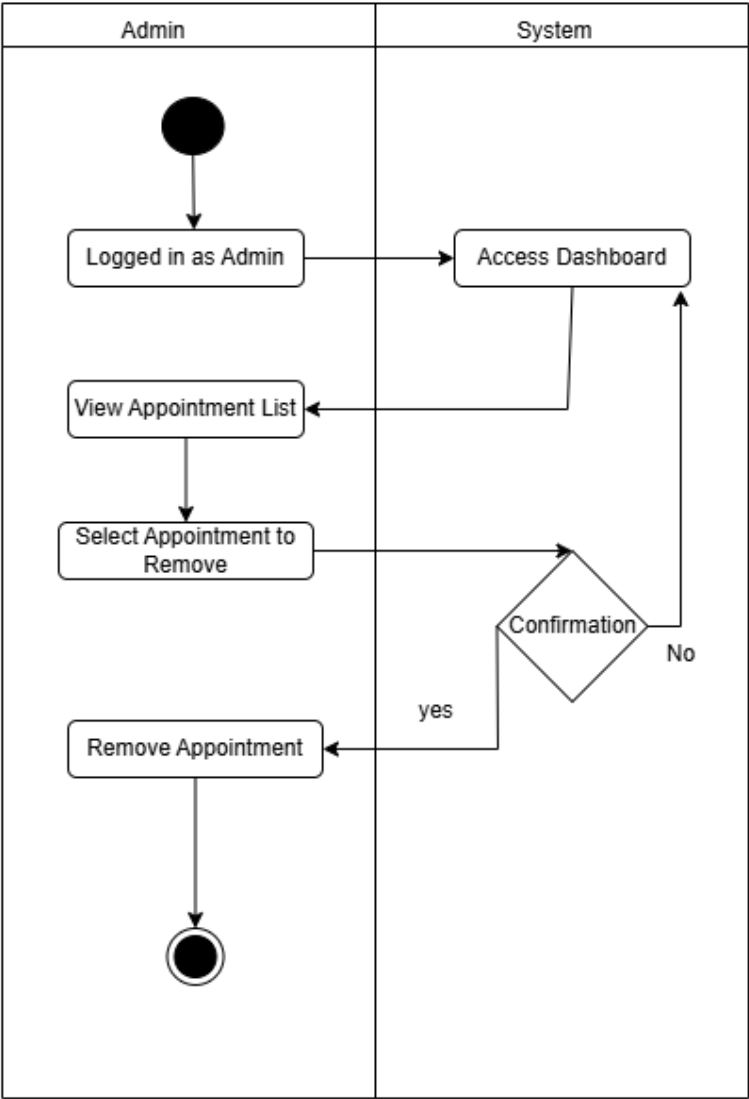 Admin
System
Logged in as Admin
Access Dashboard
View Appointment List
Select Appointment to
Remove
Confirmation
No
yes
Remove Appointment